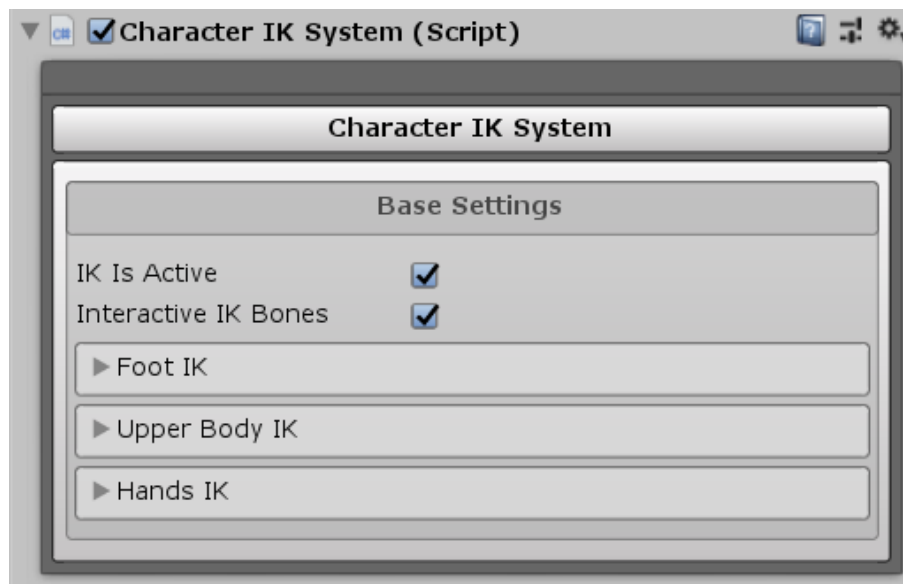 Character IK System (Script)
Character IK System
Base Settings
IK Is Active
Interactive IK Bones
Foot IK
Upper Body IK
Hands IK